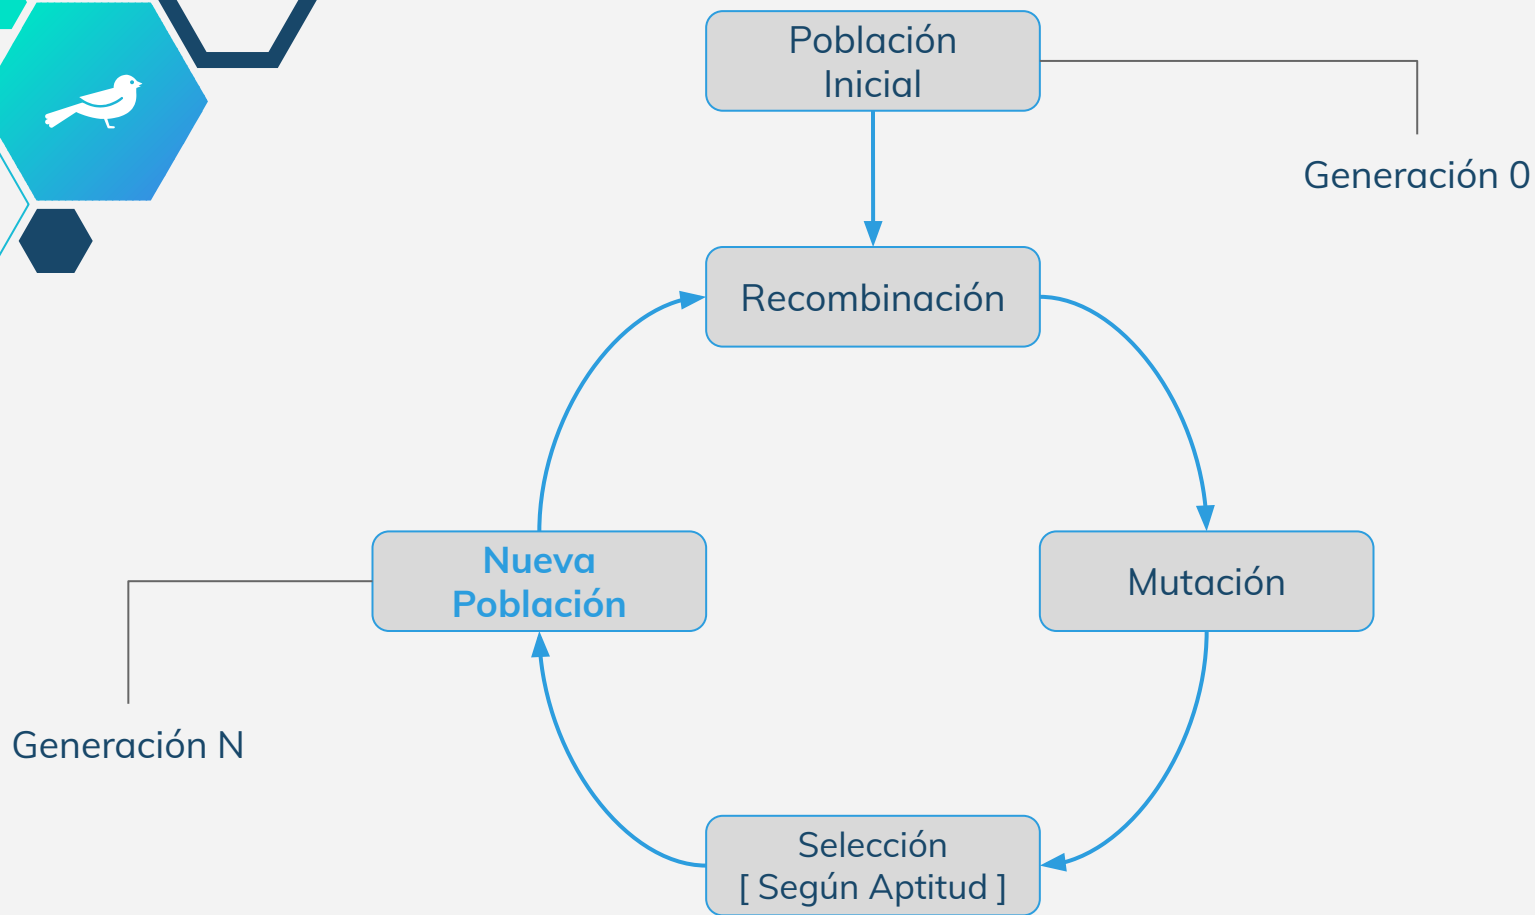 Población
Inicial
Generación 0
Recombinación
Nueva
Población
Mutación
Generación N
Selección
[ Según Aptitud ]